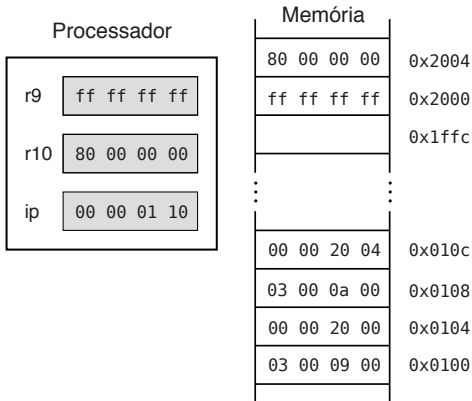 Processador
r9 ff ff ff ff
r10 80 00 00 00
ip 00 00 01 10
Memória
80 00 00 00 0x2004
ff ff ff ff 0x2000
0x1ffc
00 00 20 04 0x010c
03 00 0a 00 0x0108
00 00 20 00 0x0104
03 00 09 00 0x0100